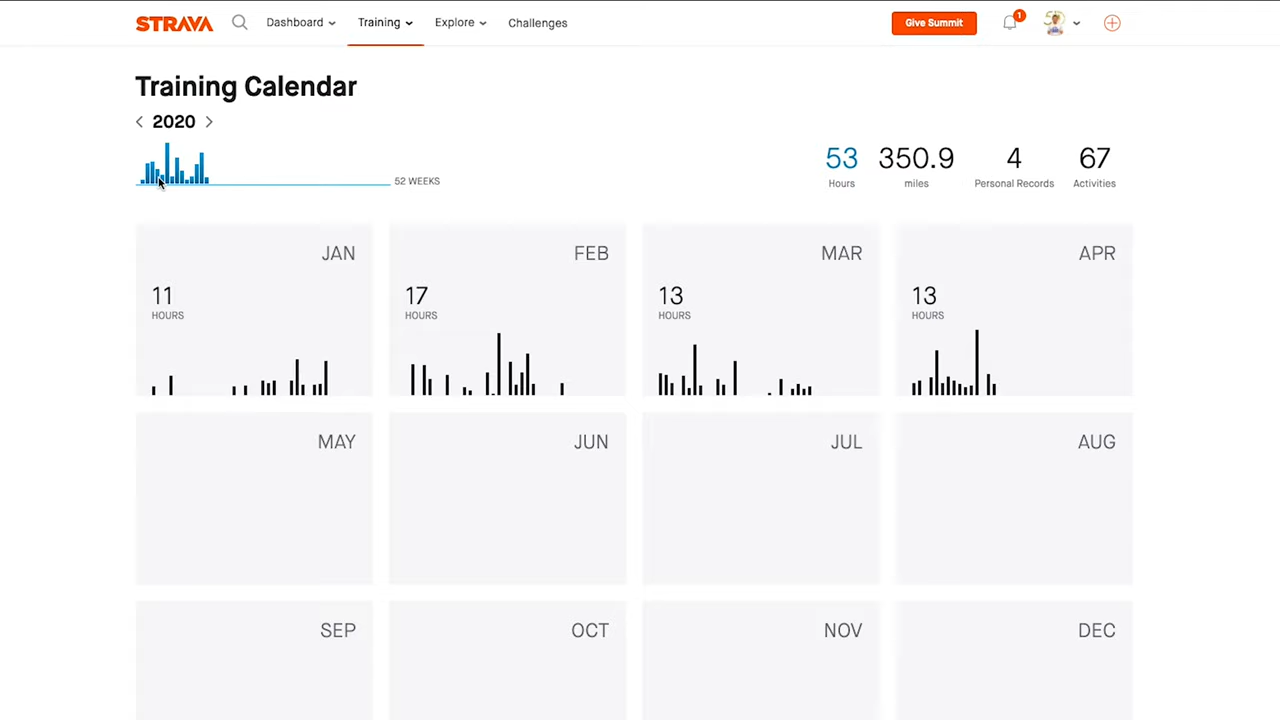 STRAVA Dashboard Training Explore Challenges Give Summit 1
Training Calendar
2020
52 WEEKS
53 350.9 4 67
Hours miles Personal Records Activities
JAN FEB MAR APR
11 17 13 13
HOURS HOURS HOURS HOURS
MAY JUN JUL AUG
SEP OCT NOV DEC